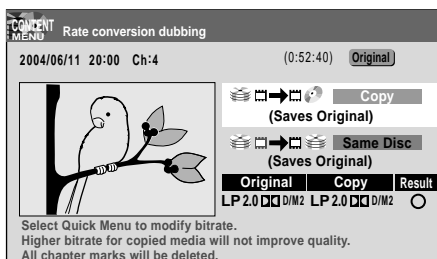 CONTENT MENU Rate conversion dubbing
2004/06/11 20:00 Ch:4 (0:52:40) Original
Copy
(Saves Original)
Same Disc
(Saves Original)
Original Copy Result
LP 2.0 D/M2 LP 2.0 D/M2
Select Quick Menu to modify bitrate.
Higher bitrate for copied media will not improve quality.
All chapter marks will be deleted.